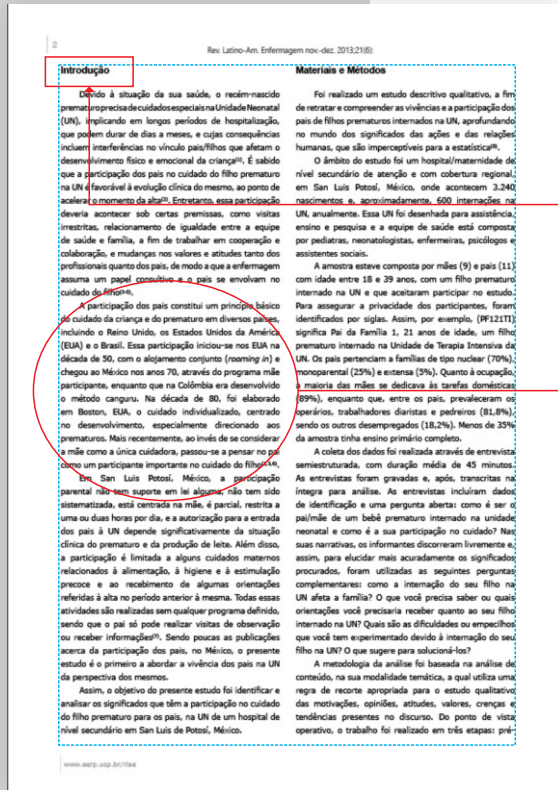 2
Rev. Latino-Am. Enfermagem nov.-dez. 2013;21(6):
Introdução
Devido à situação da sua saúde, o recém-nascido
prematuro precisa de cuidados especiais na Unidade Neonatal
(UN), implicando em longos períodos de hospitalização,
que podem durar de dias a meses, e cujas consequências
incluem interferências no vínculo pais/filhos que afetam o
desenvolvimento físico e emocional da criança(1). É sabido
que a participação dos pais no cuidado do filho prematuro
na UN é favorável à evolução clínica do mesmo, ao ponto de
acelerar o momento da alta(2). Entretanto, essa participação
deveria acontecer sob certas premissas, como visitas
irrestritas, relacionamento de igualdade entre a equipe
de saúde e família, a fim de trabalhar em cooperação e
colaboração, e mudanças nos valores e atitudes tanto dos
profissionais quanto dos pais, de modo a que a enfermagem
assuma um papel consultivo e os pais se envolvam no
cuidado do filho
A participação dos pais constitui um princípio básico
do cuidado da criança e do prematuro em diversos países,
incluindo o Reino Unido, os Estados Unidos da América
(EUA) e o Brasil. Essa participação iniciou-se nos EUA na
década de 50, com o alojamento conjunto (rooming in) e
chegou ao México nos anos 70, através do programa mãe
participante, enquanto que na Colômbia era desenvolvido
o método canguru. Na década de 80, foi elaborado
em Boston, EUA, o cuidado individualizado, centrado
no desenvolvimento, especialmente direcionado aos
prematuros. Mais recentemente, ao invés de se considerar
a mãe como a única cuidadora, passou-se a pensar no pai
como um participante importante no cuidado do filho
Em San Luis Potosí, México, a participação
parental não tem suporte em lei alguma, não tem sido
sistematizada, está centrada na mãe, é parcial, restrita a
uma ou duas horas por dia, e a autorização para a entrada
dos pais à UN depende significativamente da situação
clínica do prematuro e da produção de leite. Além disso,
a participação é limitada a alguns cuidados maternos
relacionados à alimentação, à higiene e à estimulação
precoce e ao recebimento de algumas orientações
referidas à alta no período anterior à mesma. Todas essas
atividades são realizadas sem qualquer programa definido,
sendo que o pai só pode realizar visitas de observação
ou receber informações(7). Sendo poucas as publicações
acerca da participação dos pais, no México, o presente
estudo é o primeiro a abordar a vivência dos pais na UN
da perspectiva dos mesmos.
Assim, o objetivo do presente estudo foi identificar e
analisar os significados que têm a participação no cuidado
do filho prematuro para os pais, na UN de um hospital de
nível secundário em San Luis de Potosí, México.
Materiais e Métodos
Foi realizado um estudo descritivo qualitativo, a fim
de retratar e compreender as vivências e a participação dos
pais de filhos prematuros internados na UN, aprofundando
no mundo dos significados das ações e das relações
humanas, que são imperceptíveis para a estatística(8).
O âmbito do estudo foi um hospital/maternidade de
nível secundário de atenção e com cobertura regional,
em San Luis Potosí, México, onde acontecem 3.240
nascimentos e, aproximadamente, 600 internações na
UN, anualmente. Essa UN foi desenhada para assistência,
ensino e pesquisa e a equipe de saúde está composta
por pediatras, neonatologistas, enfermeiras, psicólogos e
assistentes sociais.
A amostra esteve composta por mães (9) e pais (11)
com idade entre 18 e 39 anos, com um filho prematuro
internado na UN e que aceitaram participar no estudo.
Para assegurar a privacidade dos participantes, foram
identificados por siglas. Assim, por exemplo, (PF121TI)
significa Pai da Família 1, 21 anos de idade, um filho
prematuro internado na Unidade de Terapia Intensiva da
UN. Os pais pertenciam a famílias de tipo nuclear (70%),
monoparental (25%) e extensa (5%). Quanto à ocupação,
a maioria das mães se dedicava às tarefas domésticas
(89%), enquanto que, entre os pais, prevaleceram os
operários, trabalhadores diaristas e pedreiros (81,8%),
sendo os outros desempregados (18,2%). Menos de 35%
da amostra tinha ensino primário completo.
A coleta dos dados foi realizada através de entrevista
semiestruturada, com duração média de 45 minutos.
As entrevistas foram gravadas e, após, transcritas na
íntegra para análise. As entrevistas incluíram dados
de identificação e uma pergunta aberta: como é ser o
pai/mãe de um bebê prematuro internado na unidade
neonatal e como é a sua participação no cuidado? Nas
suas narrativas, os informantes discorreram livremente e,
assim, para elucidar mais acuradamente os significados
procurados, foram utilizadas as seguintes perguntas
complementares: como a internação do seu filho na
UN afeta a família? O que você precisa saber ou quais
orientações você precisaria receber quanto ao seu filho
internado na UN? Quais são as dificuldades ou empecilhos
que você tem experimentado devido à internação do seu
filho na UN? O que sugere para solucioná-los?
A metodologia da análise foi baseada na análise de
conteúdo, na sua modalidade temática, a qual utiliza uma
regra de recorte apropriada para o estudo qualitativo
das motivações, opiniões, atitudes, valores, crenças e
tendências presentes no discurso. Do ponto de vista
operativo, o trabalho foi realizado em três etapas: pré-
www.eerp.usp.br/rlae